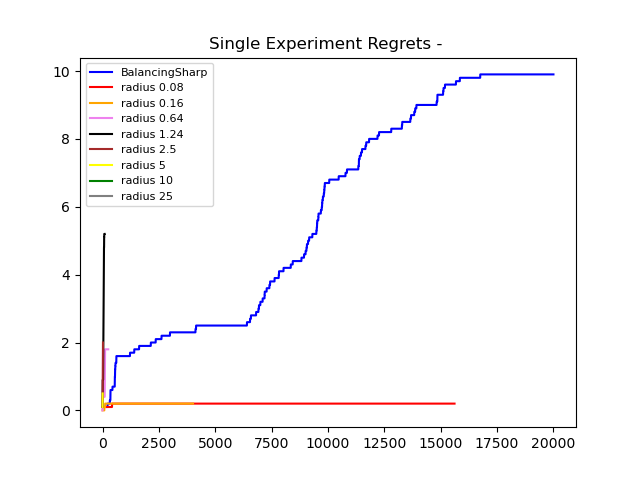 Single Experiment Regrets -
BalancingSharp
radius 0.08
radius 0.16
radius 0.64
radius 1.24
radius 2.5
radius 5
radius 10
radius 25
10
8
6
4
2
0
0 2500 5000 7500 10000 12500 15000 17500 20000